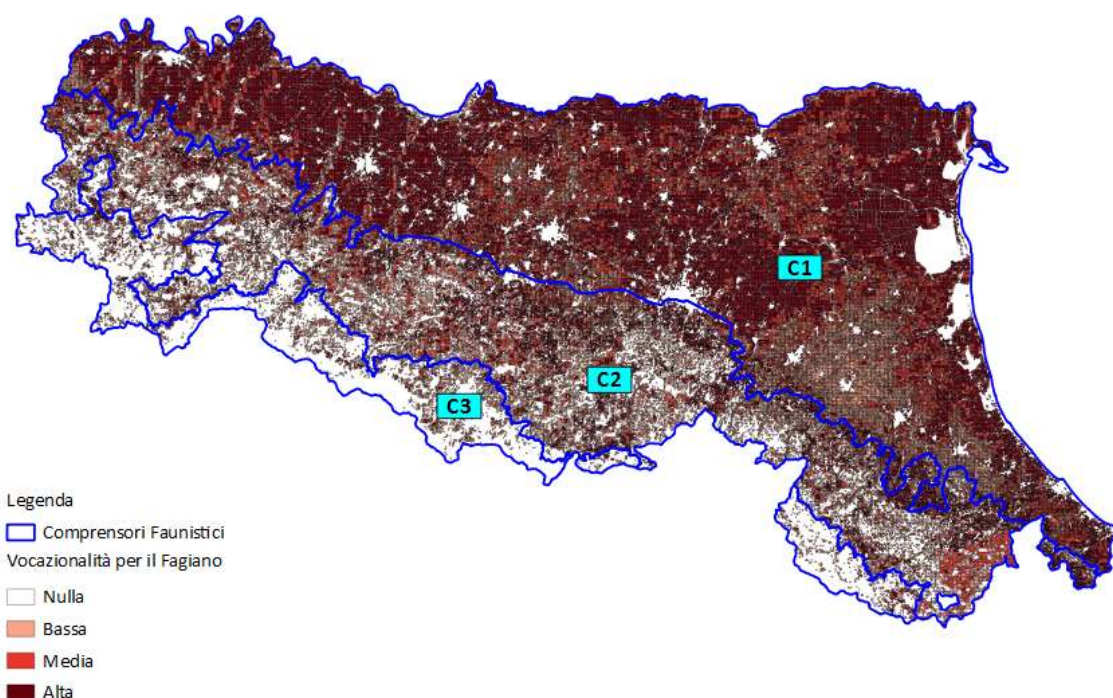 C1
C2
C3
Legenda
Comprensori Faunistici
Vocazionalità per il Fagiano
Nulla
Bassa
Media
Alta